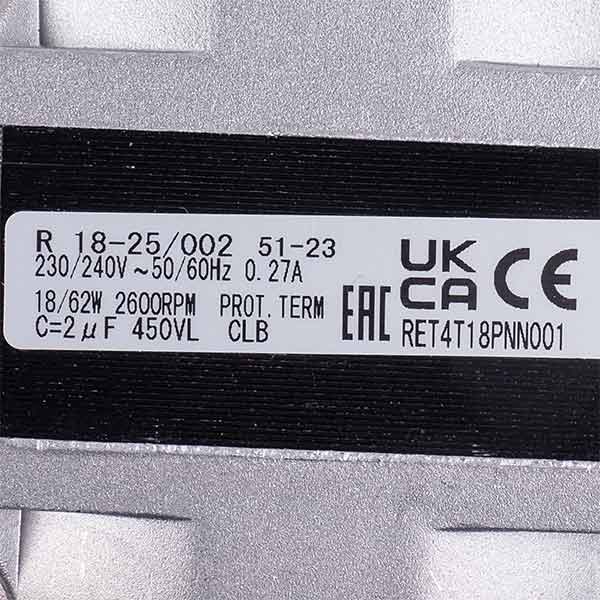 R 18-25/002 51-23
230/240V~50/60Hz 0.27A
18/62W 2600RPM PROT.TERM
C=2μF 450VL CLB
EAC
UK
CA
CE
RET4T18PNN001